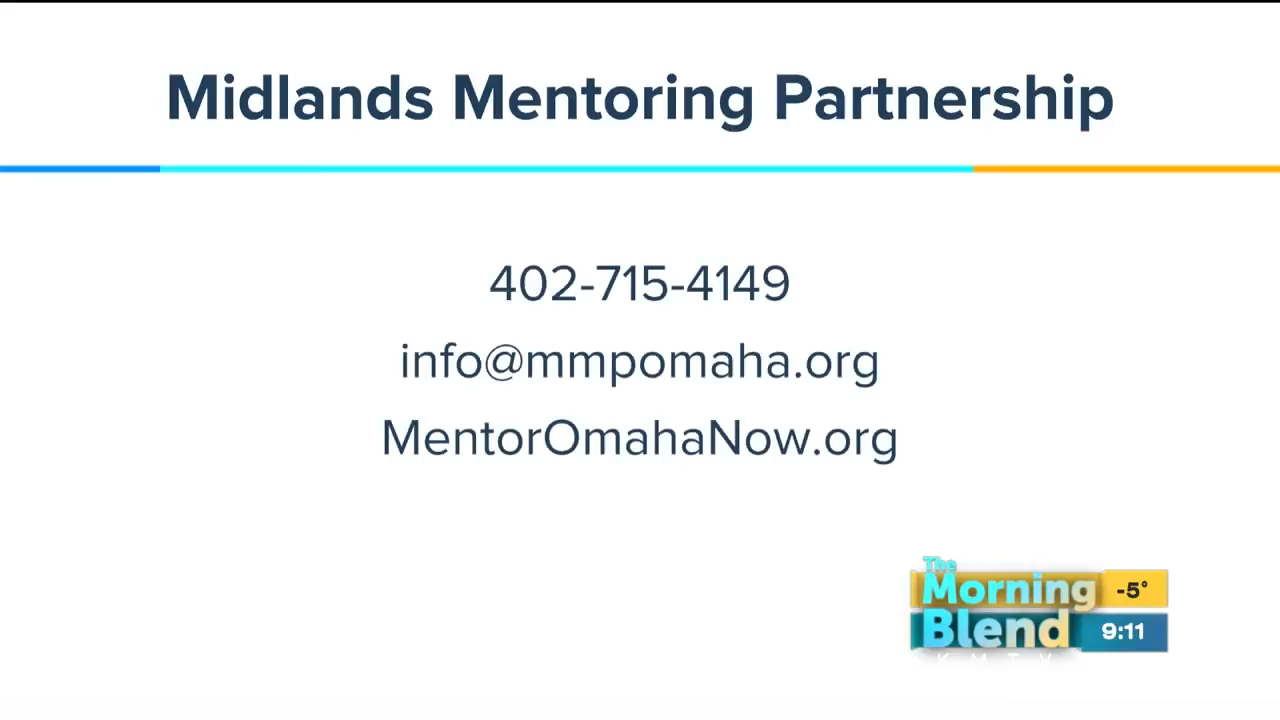 Midlands Mentoring Partnership
402-715-4149
info@mmpomaha.org
MentorOmahaNow.org
The
Morning
-5°
Blend
9:11
K M T V